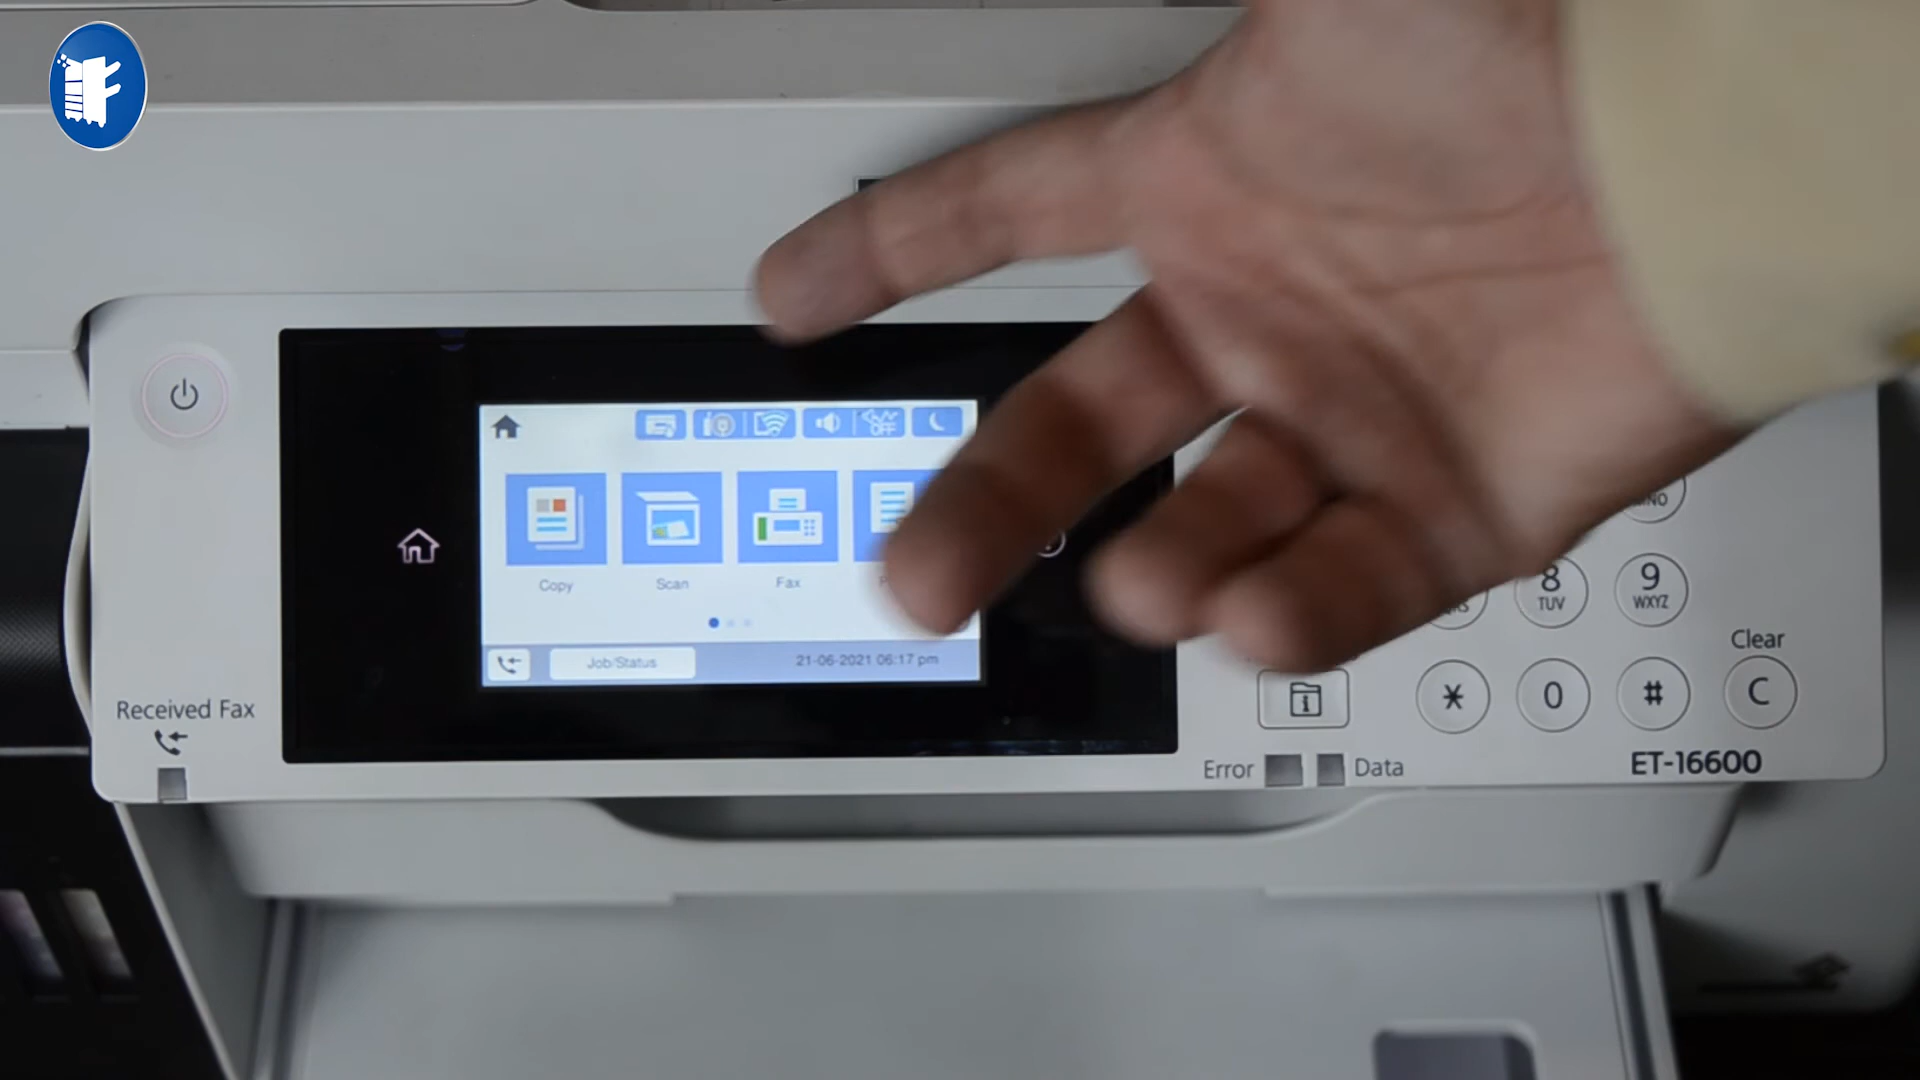 OFF
Copy
Scan
Fax
Job/Status
21-06-2021 06:17 pm
Received Fax
8
TUV
9
WXYZ
Clear
*
0
#
C
Error
Data
ET-16600